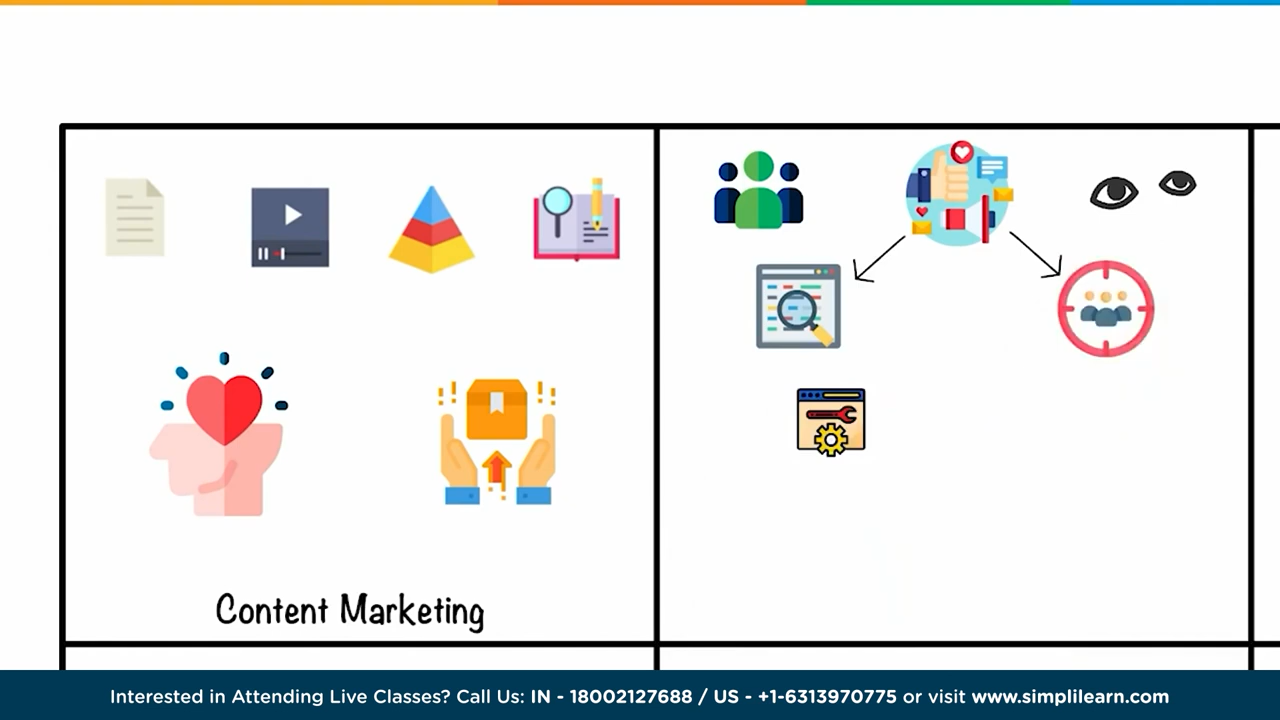 Content Marketing
Interested in Attending Live Classes? Call Us: IN - 18002127688 / US - +1-6313970775 or visit www.simplilearn.com